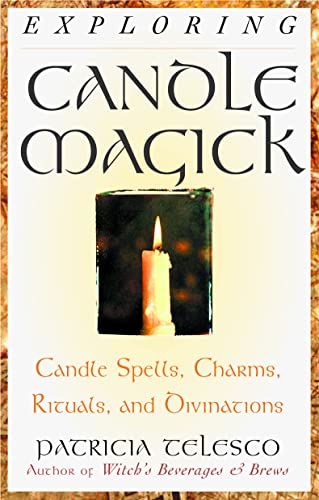 EXPLORING
CANDLE
MAGICK
Candle Spells, Charms,
Rituals, and Divinations
PATRICIA TELESCO
Author of Witch's Beverages & Brews